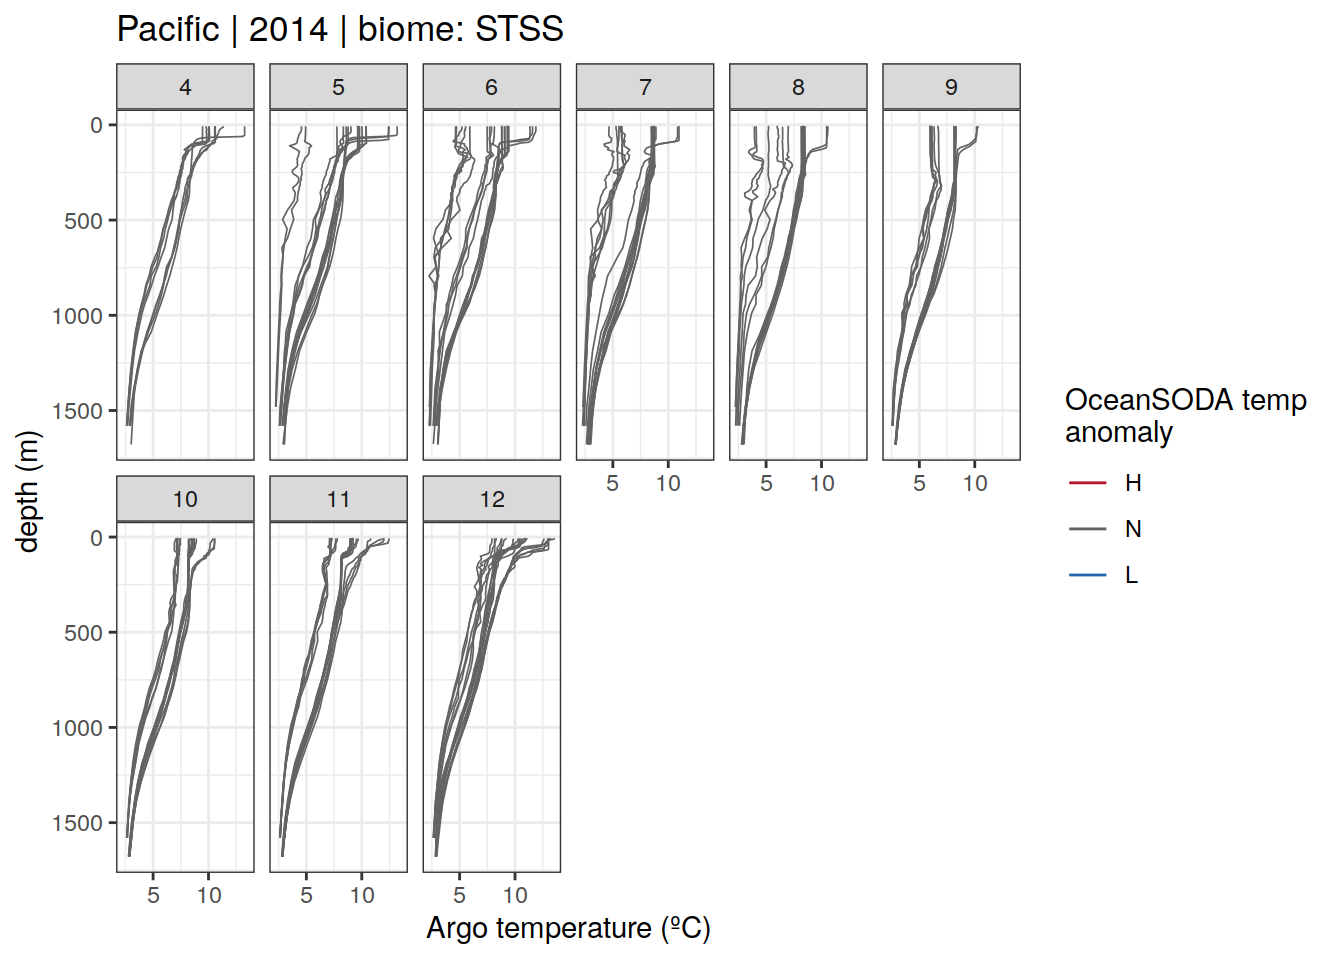 Pacific | 2014 | biome: STSS
4 5 6 7 8 9
0
500
1000
1500
5 10 5 10 5 10
10 11 12
0
500
1000
1500
5 10 5 10 5 10
Argo temperature (ºC)
depth (m)
OceanSODA temp
anomaly
H
N
L